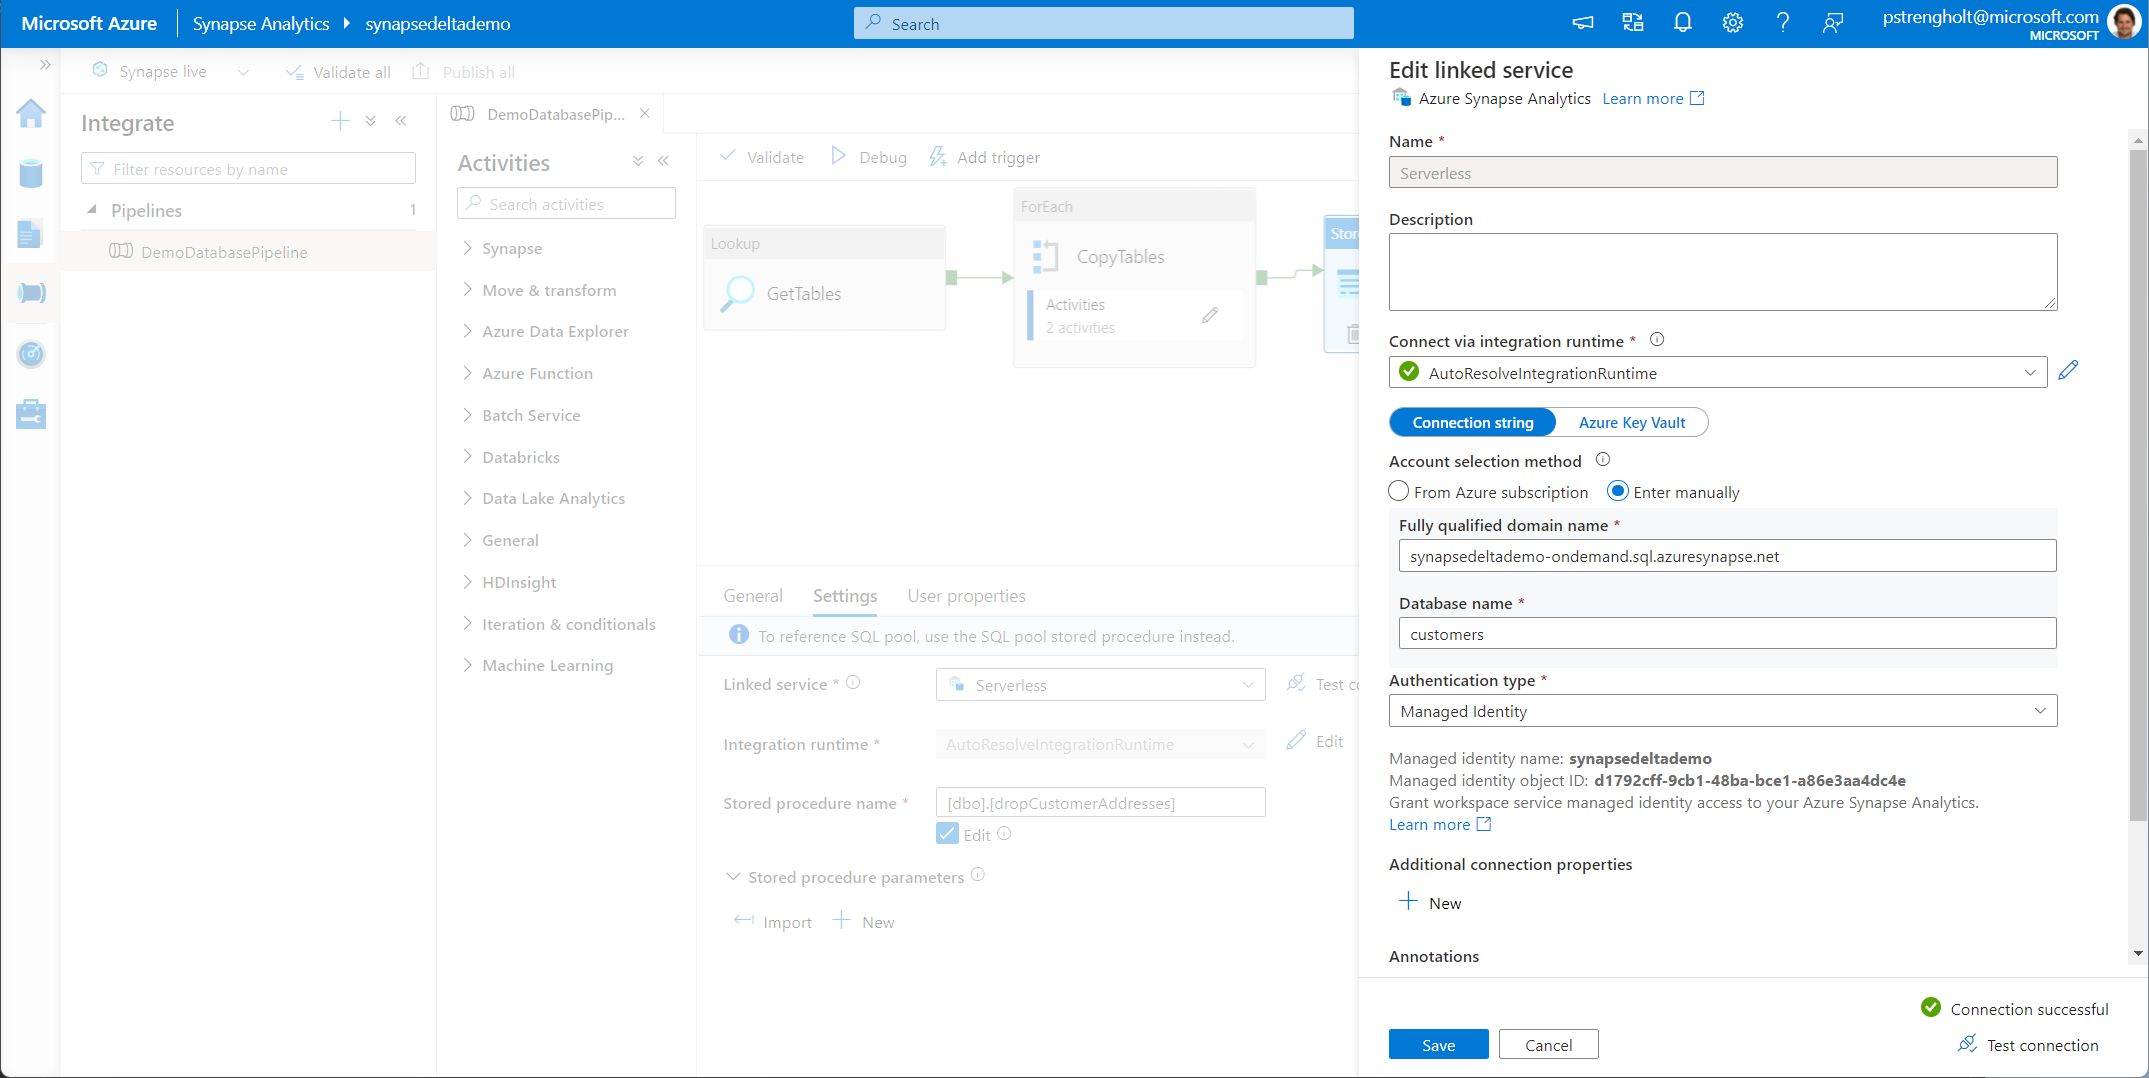 Microsoft Azure
Synapse Analytics
synapsedeltademo
Search
pstrengholt@microsoft.com
MICROSOFT
Synapse live
Validate all
Publish all
Integrate
Filter resources by name
Pipelines 1
DemoDatabasePipeline
DemoDatabasePip...
Activities
Search activities
Synapse
Move & transform
Azure Data Explorer
Azure Function
Batch Service
Databricks
Data Lake Analytics
General
HDInsight
Iteration & conditionals
Machine Learning
Validate
Debug
Add trigger
Lookup
GetTables
ForEach
CopyTables
Activities
2 activities
Stor
General
Settings
User properties
To reference SQL pool, use the SQL pool stored procedure instead.
Linked service *
Serverless
Test co
Integration runtime *
AutoResolveIntegrationRuntime
Edit
Stored procedure name *
[dbo].[dropCustomerAddresses]
Edit
Stored procedure parameters
Import
New
Edit linked service
Azure Synapse Analytics Learn more
Name *
Serverless
Description
Connect via integration runtime *
AutoResolveIntegrationRuntime
Connection string
Azure Key Vault
Account selection method
From Azure subscription
Enter manually
Fully qualified domain name *
synapsedeltademo-ondemand.sql.azuresynapse.net
Database name *
customers
Authentication type *
Managed Identity
Managed identity name: synapsedeltademo
Managed identity object ID: d1792cff-9cb1-48ba-bce1-a86e3aa4dc4e
Grant workspace service managed identity access to your Azure Synapse Analytics.
Learn more
Additional connection properties
New
Annotations
Connection successful
Save
Cancel
Test connection